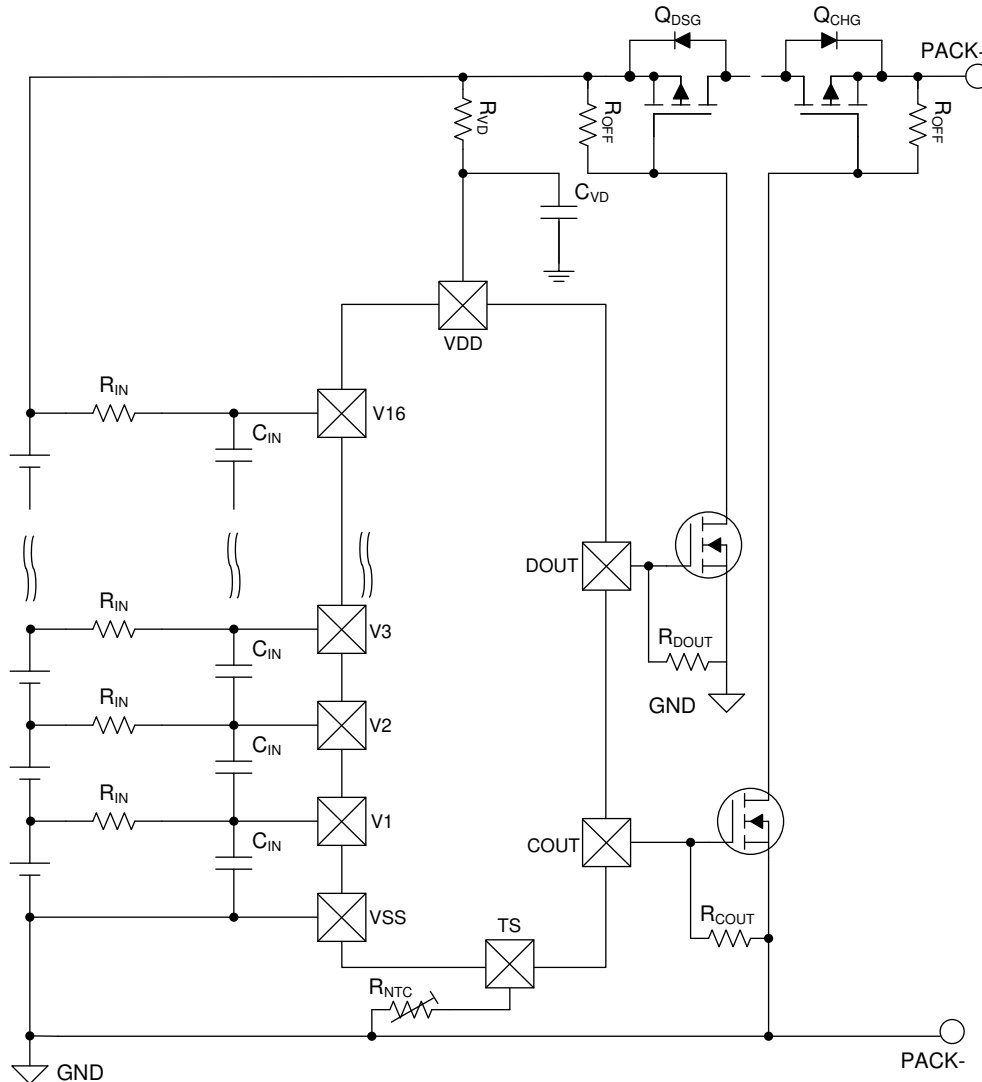 QDSG
QCHG
PACK-
RVD
ROFF
ROFF
CVD
VDD
RIN
CIN
V16
DOUT
RIN
CIN
V3
RDOUT
GND
RIN
CIN
V2
RIN
CIN
V1
COUT
VSS
TS
RCOUT
RNTC
GND
PACK-